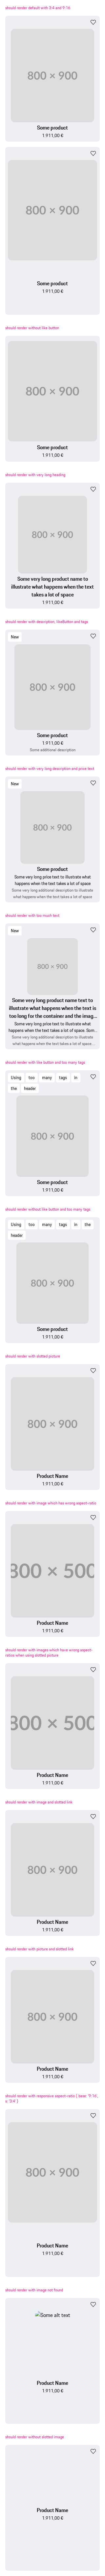 should render default with 3:4 and 9:16
800 × 900
Some product
1.911,00 €
800 × 900
Some product
1.911,00 €
should render without like button
800 × 900
Some product
1.911,00 €
should render with very long heading
800 × 900
Some very long product name to
illustrate what happens when the text
takes a lot of space
1.911,00 €
should render with description, likeButton and tags
New
800 × 900
Some product
1.911,00 €
Some additional description
should render with very long description and price text
New
800 × 900
Some product
Some very long price text to illustrate what
happens when the text takes a lot of space
Some very long additional description to illustrate
what happens when the text takes a lot of space
should render with too much text
New
800 × 900
Some very long product name text to
illustrate what happens when the text is
too long for the container and the imag...
Some very long price text to illustrate what
happens when the text takes a lot of space. Som...
Some very long additional description to illustrate
what happens when the text takes a lot of space ...
should render with like button and too many tags
Using too many tags in
the header
800 × 900
Some product
1.911,00 €
should render without like button and too many tags
Using too many tags in the
header
800 × 900
Some product
1.911,00 €
should render with slotted picture
800 × 900
Product Name
1.911,00 €
should render with image which has wrong aspect ratio
800 × 500
Product Name
1.911,00 €
should render with images which have wrong aspect-
ratios when using slotted picture
800 × 500
Product Name
1.911,00 €
should render with image and slotted link
800 × 900
Product Name
1.911,00 €
should render with picture and slotted link
800 × 900
Product Name
1.911,00 €
should render with responsive aspect ratio { base: '9:16',
s: '3:4' }
800 × 900
Product Name
1.911,00 €
should render with image not found
Some alt text
Product Name
1.911,00 €
should render without slotted image
Product Name
1.911,00 €